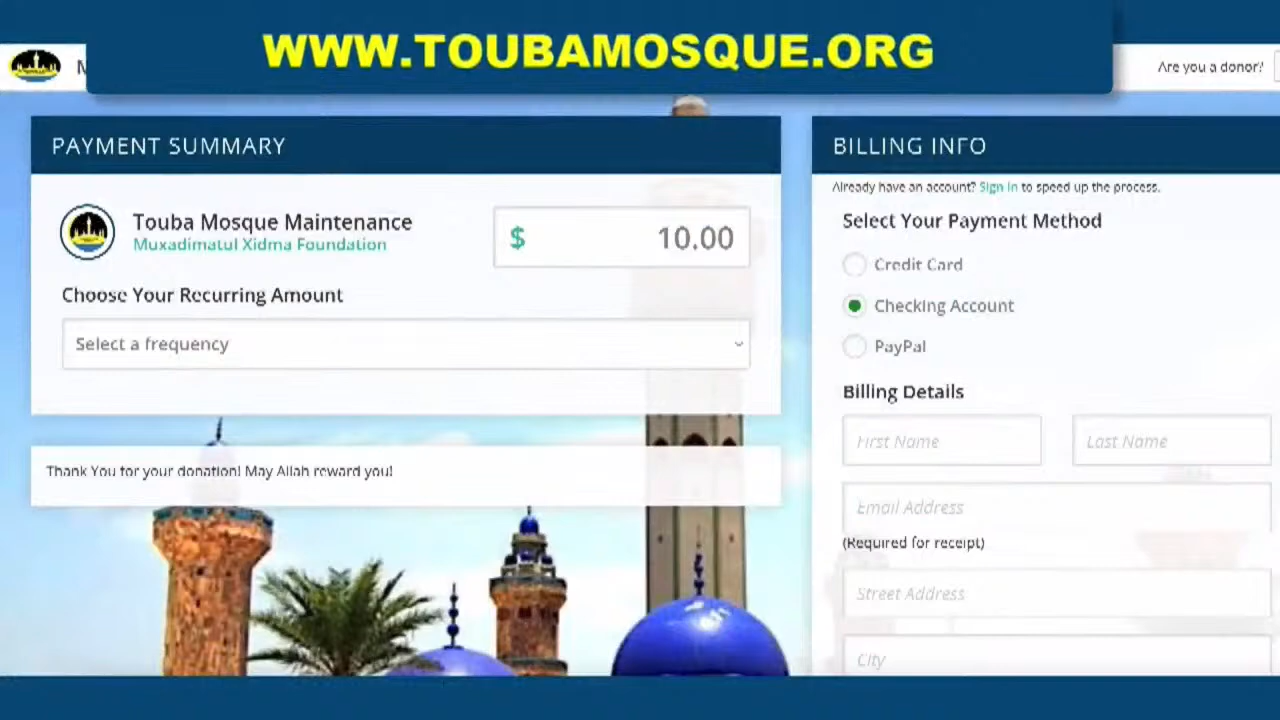 WWW.TOUBAMOSQUE.ORG
Are you a donor?
PAYMENT SUMMARY
Touba Mosque Maintenance
Muxadimatul Xidma Foundation
$ 10.00
Choose Your Recurring Amount
Select a frequency
Thank You for your donation! May Allah reward you!
BILLING INFO
Already have an account? Sign in to speed up the process.
Select Your Payment Method
Credit Card
Checking Account
PayPal
Billing Details
First Name Last Name
Email Address
(Required for receipt)
Street Address
City